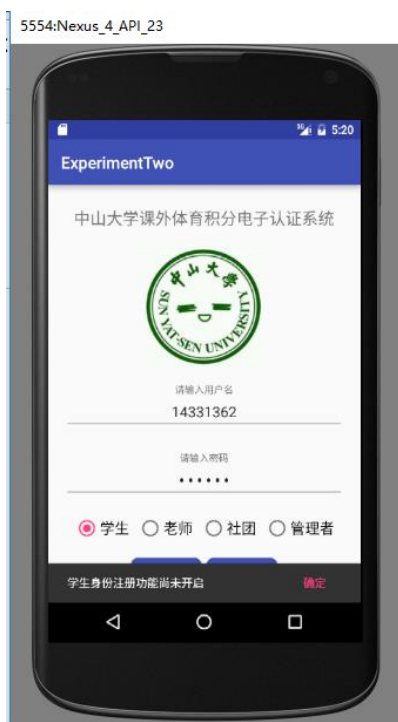 5554:Nexus_4_API_23
5:20
ExperimentTwo
中山大学课外体育积分电子认证系统
中山大学
SUN YAT-SEN UNIVERSITY
请输入用户名
14331362
请输入密码
••••••
学生 老师 社团 管理者
学生身份注册功能尚未开启 确定